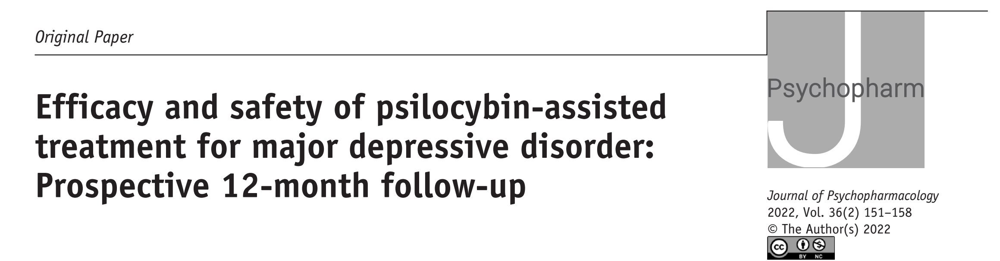 Original Paper
Efficacy and safety of psilocybin-assisted
treatment for major depressive disorder:
Prospective 12-month follow-up
Psychopharm
J
Journal of Psychopharmacology
2022, Vol. 36(2) 151–158
© The Author(s) 2022
cc
BY NC